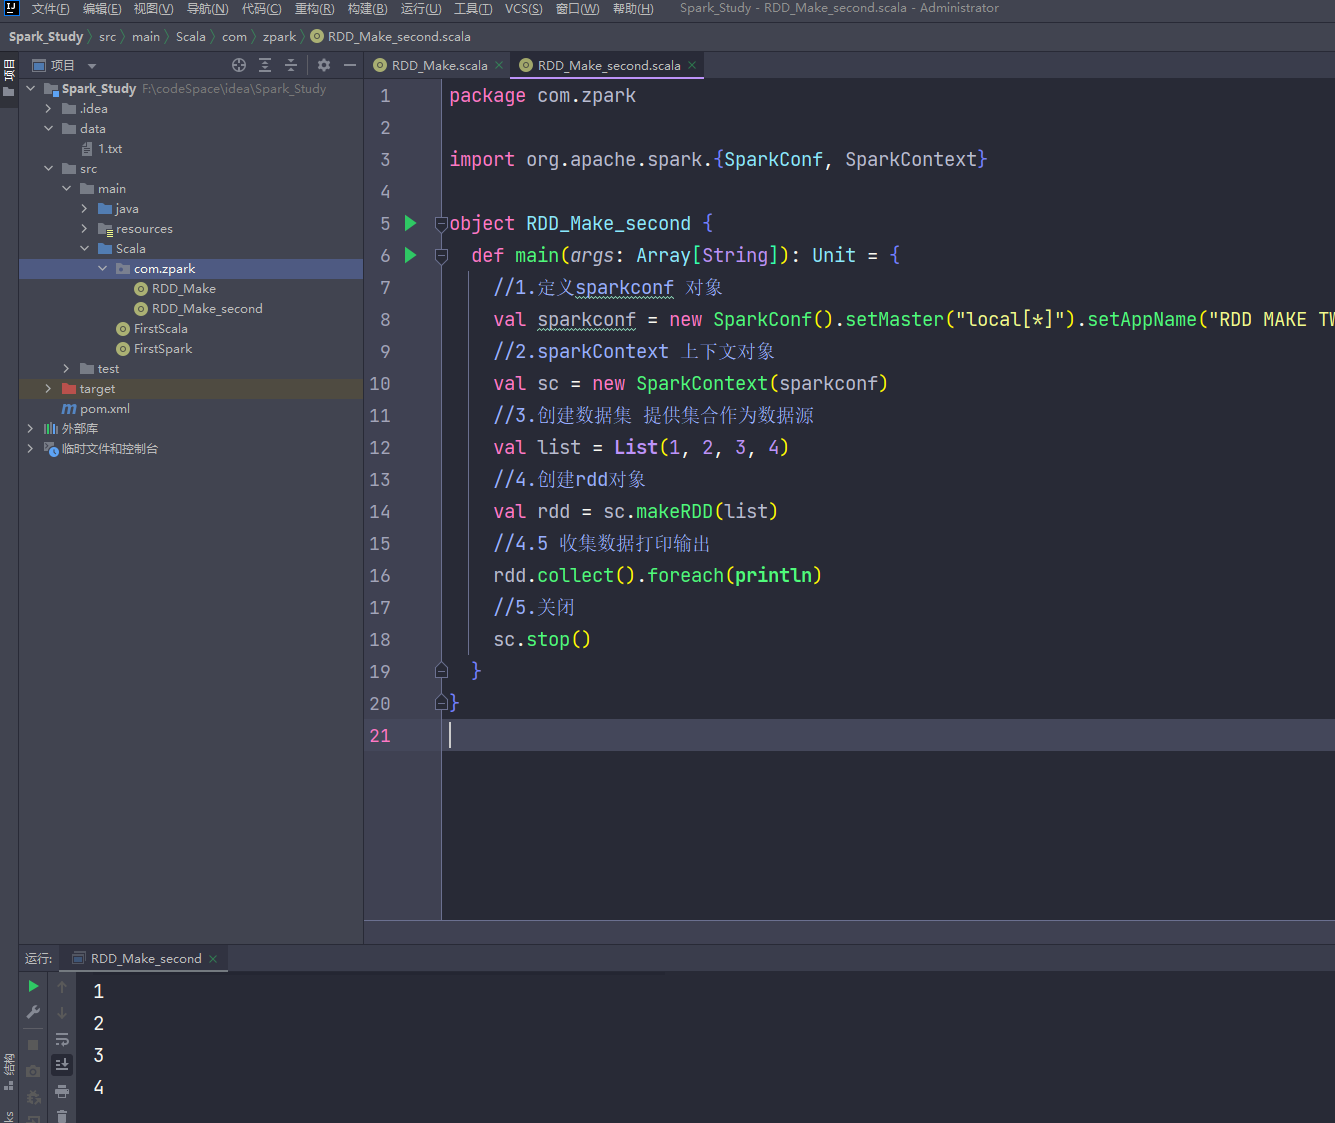 文件(F) 编辑(E) 视图(V) 导航(N) 代码(C) 重构(R) 构建(B) 运行(U) 工具(T) VCS(S) 窗口(W) 帮助(H) Spark_Study - RDD_Make_second.scala - Administrator
Spark_Study src main Scala com zpark RDD_Make_second.scala
项目
项目
RDD_Make.scala
RDD_Make_second.scala
Spark_Study F:\codeSpace\idea\Spark_Study
.idea
data
1.txt
src
main
java
resources
Scala
com.zpark
RDD_Make
RDD_Make_second
FirstScala
FirstSpark
test
target
pom.xml
外部库
临时文件和控制台
1 package com.zpark
2
3 import org.apache.spark.{SparkConf, SparkContext}
4
5 object RDD_Make_second {
6 def main(args: Array[String]): Unit = {
7 //1.定义sparkconf 对象
8 val sparkconf = new SparkConf().setMaster("local[*]").setAppName("RDD MAKE TW
9 //2.sparkContext 上下文对象
10 val sc = new SparkContext(sparkconf)
11 //3.创建数据集 提供集合作为数据源
12 val list = List(1, 2, 3, 4)
13 //4.创建rdd对象
14 val rdd = sc.makeRDD(list)
15 //4.5 收集数据打印输出
16 rdd.collect().foreach(println)
17 //5.关闭
18 sc.stop()
19 }
20 }
21
运行: RDD_Make_second
1
2
3
4
结构
ks